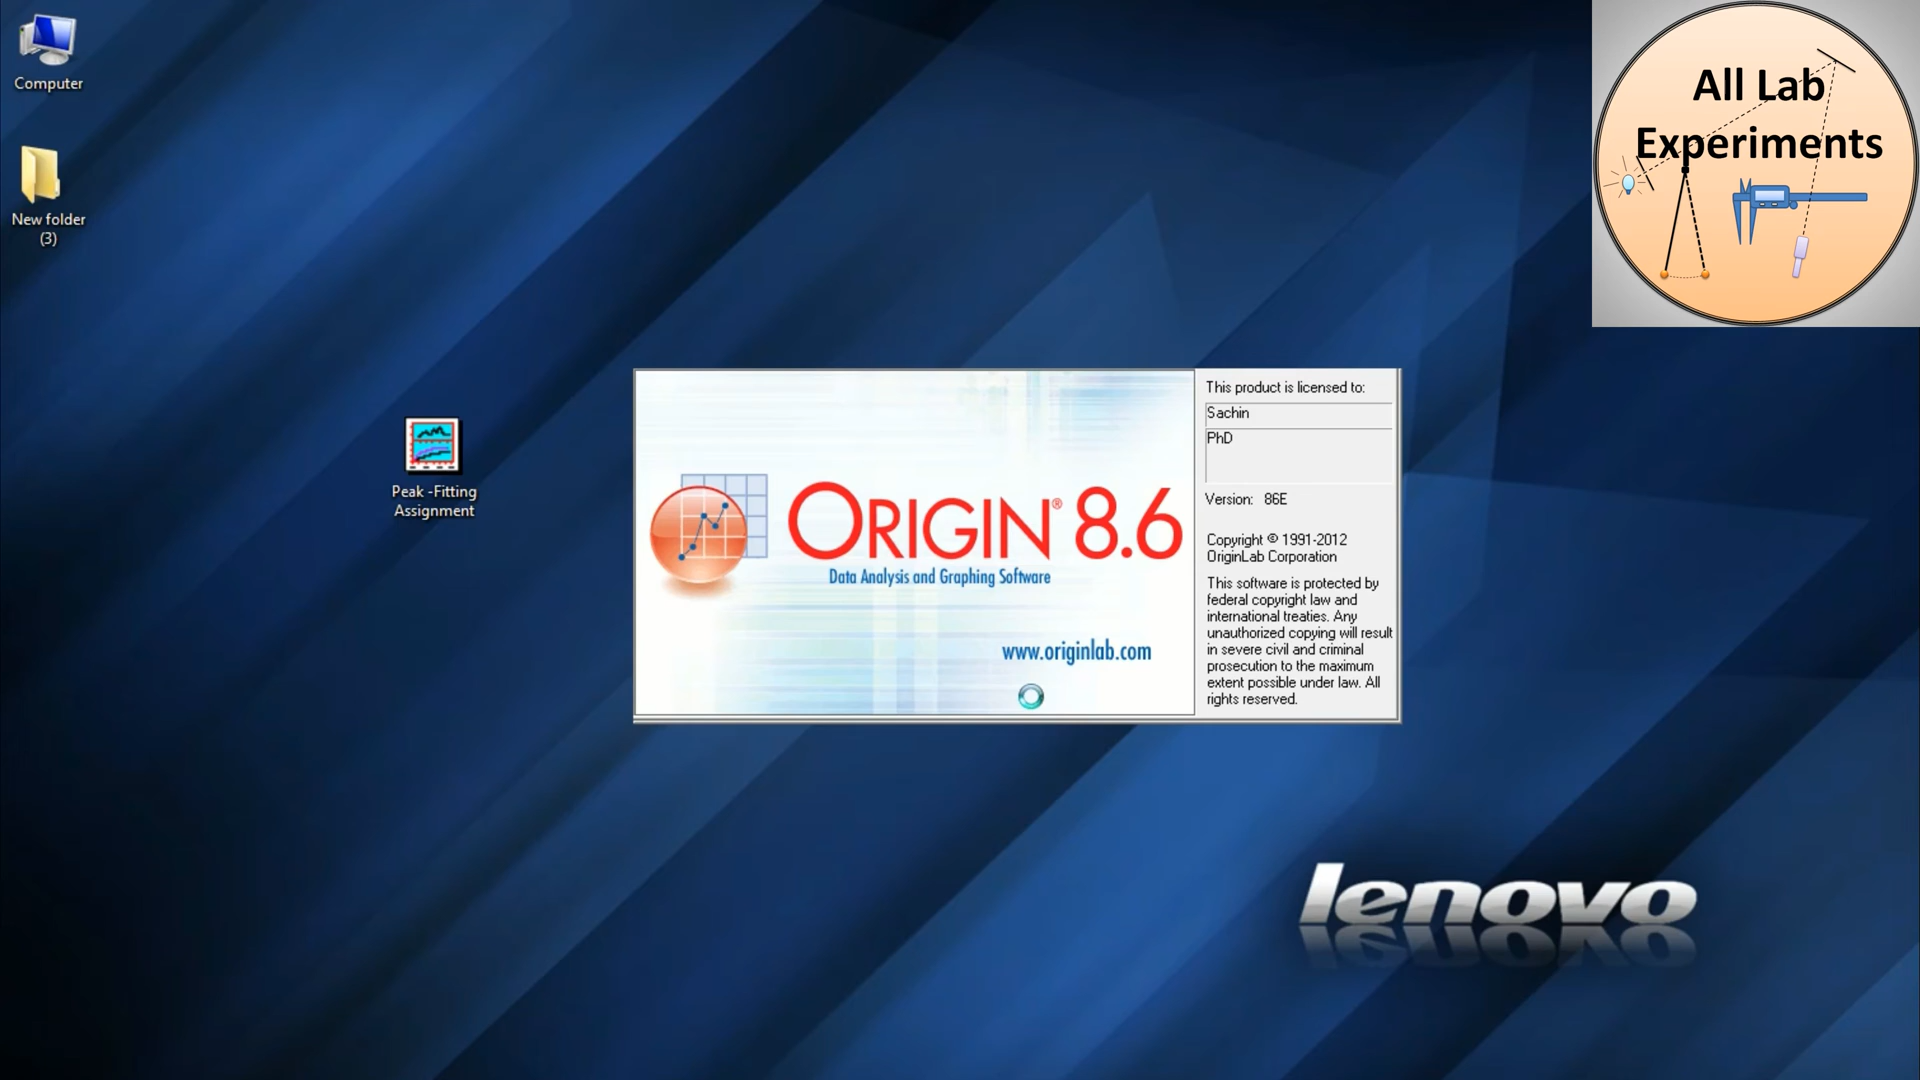 Computer
New folder
(3)
Peak -Fitting
Assignment
All Lab
Experiments
ORIGIN® 8.6
Data Analysis and Graphing Software
www.originlab.com
This product is licensed to:
Sachin
PhD
Version: 86E
Copyright © 1991-2012
OriginLab Corporation
This software is protected by
federal copyright law and
international treaties. Any
unauthorized copying will result
in severe civil and criminal
prosecution to the maximum
extent possible under law. All
rights reserved.
lenovo